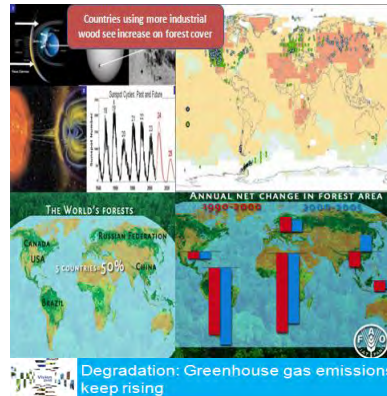 Countries using more industrial
wood see increase on forest cover
Sunspot Cycles: Past and Future
THE WORLD'S FORESTS
CANADA
RUSSIAN FEDERATION
USA
5 COUNTRIES-50%
CHINA
BRAZIL
ANNUAL NET CHANGE IN FOREST AREA
1990-2000
2000-2005
FAO
Degradation: Greenhouse gas emissions
keep rising